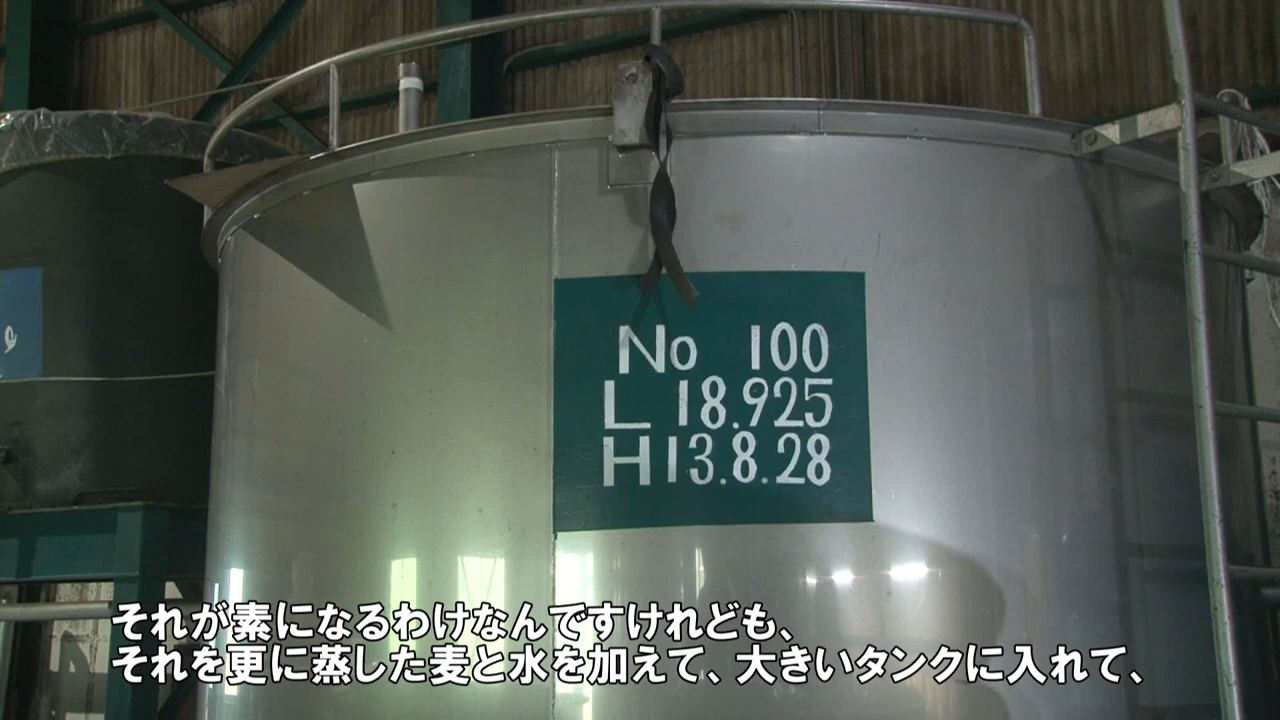 No 100
L 18.925
H13.8.28
それが素になるわけなんですけれども、
それを更に蒸した麦と水を加えて、大きいタンクに入れて、